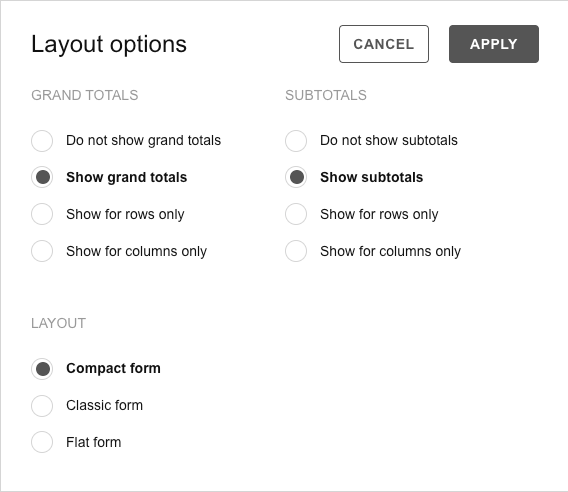 Layout options
CANCEL
APPLY
GRAND TOTALS
Do not show grand totals
Show grand totals
Show for rows only
Show for columns only
SUBTOTALS
Do not show subtotals
Show subtotals
Show for rows only
Show for columns only
LAYOUT
Compact form
Classic form
Flat form